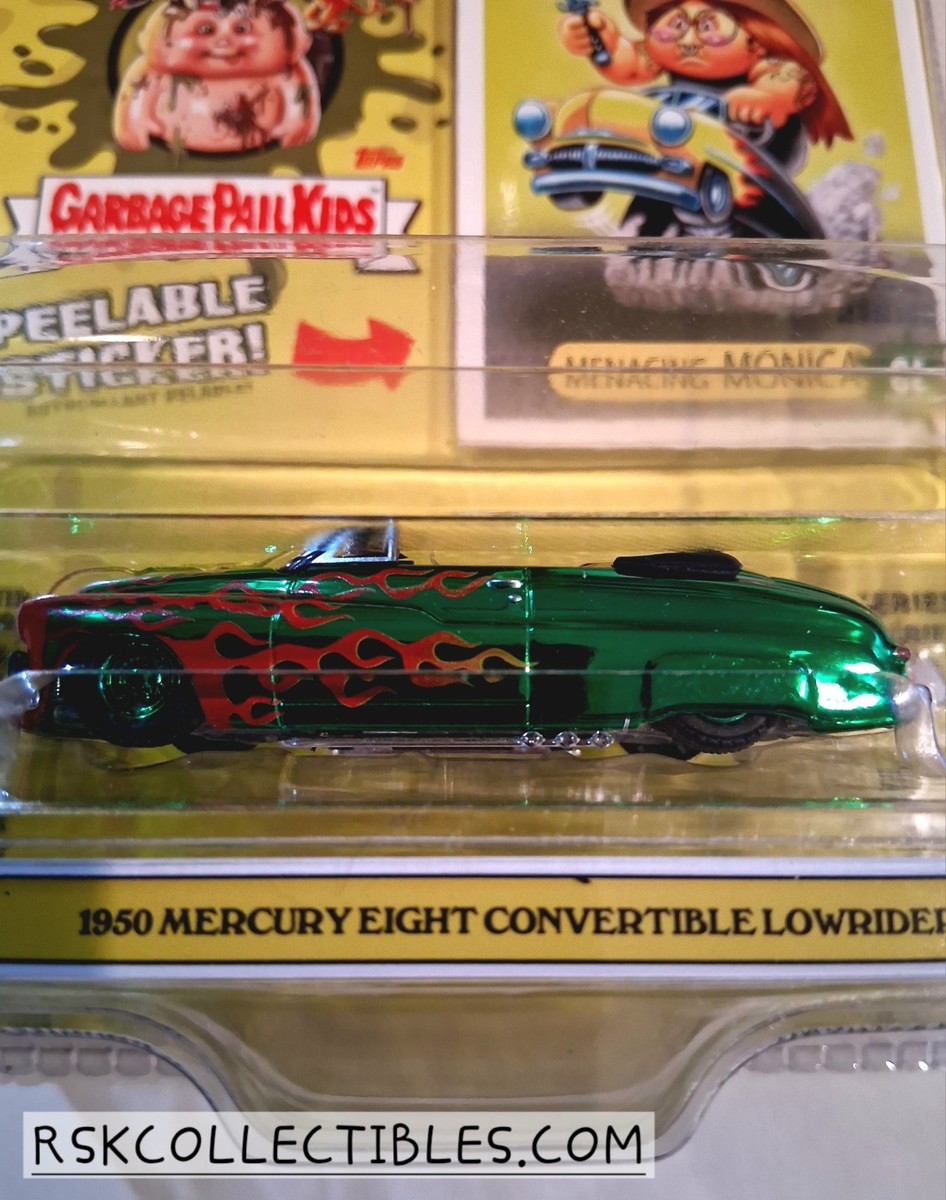 Topps
GARBAGE PAIL KIDS
PEELABLE
STICKER!
MENACING MONICA
1950 MERCURY EIGHT CONVERTIBLE LOWRIDER
RSKCOLLECTIBLES.COM